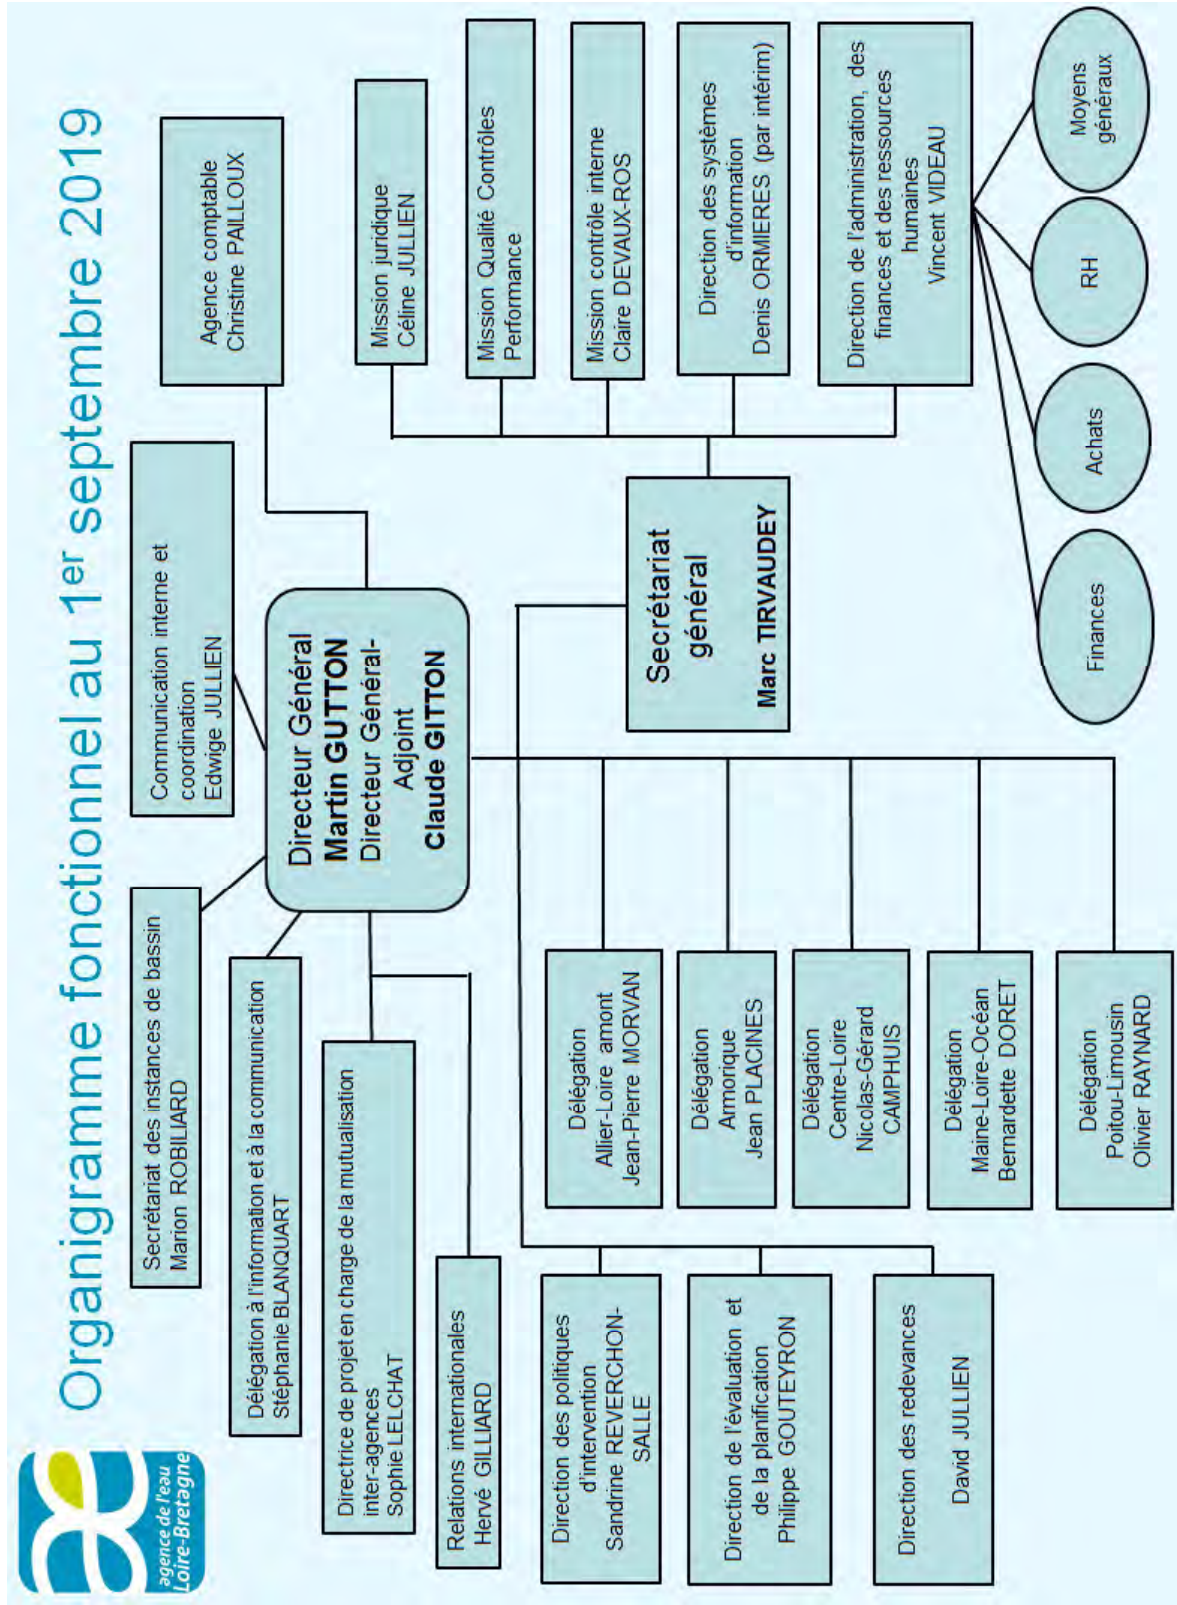 Organigramme fonctionnel au 1er septembre 2019
agence de l'eau
Loire-Bretagne
Secrétariat des instances de bassin
Marion ROBILIARD
Communication interne et
coordination
Edwige JULLIEN
Agence comptable
Christine PAILLOUX
Délégation à l'information et à la communication
Stéphanie BLANQUART
Directeur Général
Martin GUTTON
Directeur Général-
Adjoint
Claude GITTON
Directrice de projet en charge de la mutualisation
inter-agences
Sophie LELCHAT
Relations internationales
Hervé GILLIARD
Mission juridique
Céline JULLIEN
Mission Qualité Contrôles
Performance
Mission contrôle interne
Claire DEVAUX-ROS
Direction des systèmes
d'information
Denis ORMIERES (par intérim)
Direction de l'administration, des
finances et des ressources
humaines
Vincent VIDEAU
Secrétariat
général
Marc TIRVAUDEY
Délégation
Allier-Loire amont
Jean-Pierre MORVAN
Délégation
Armorique
Jean PLACINES
Délégation
Centre-Loire
Nicolas-Gérard
CAMPHUIS
Délégation
Maine-Loire-Océan
Bernardette DORET
Délégation
Poitou-Limousin
Olivier RAYNARD
Direction des politiques
d'intervention
Sandrine REVERCHON-
SALLE
Direction de l'évaluation et
de la planification
Philippe GOUTEYRON
Direction des redevances
David JULLIEN
Finances
Achats
RH
Moyens
généraux